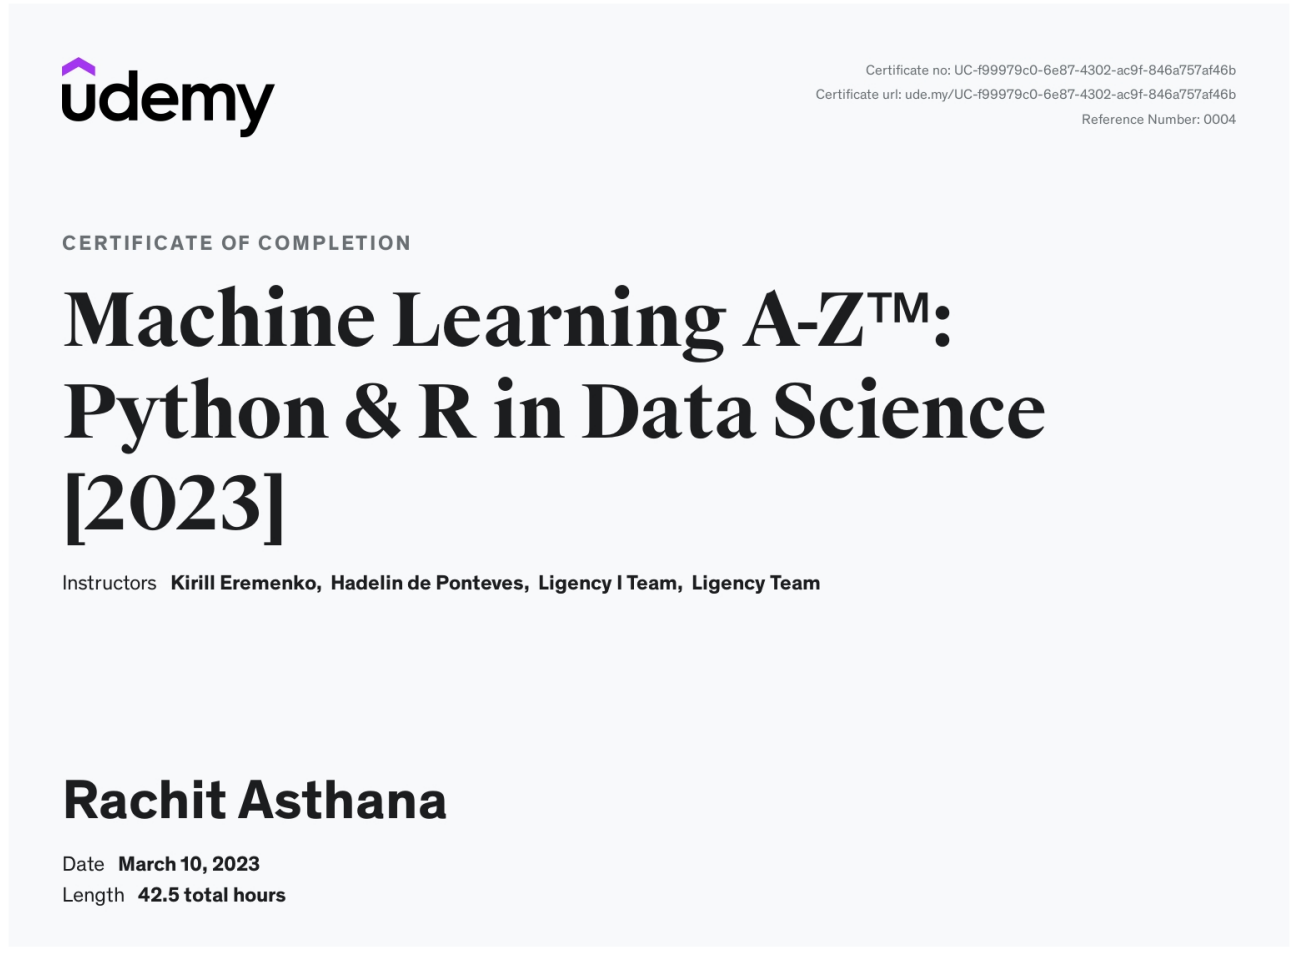 udemy
Certificate no: UC-f99979c0-6e87-4302-ac9f-846a757af46b
Certificate url: ude.my/UC-f99979c0-6e87-4302-ac9f-846a757af46b
Reference Number: 0004
CERTIFICATE OF COMPLETION
Machine Learning A-Z™:
Python & R in Data Science
[2023]
Instructors Kirill Eremenko, Hadelin de Ponteves, Ligency I Team, Ligency Team
Rachit Asthana
Date March 10, 2023
Length 42.5 total hours